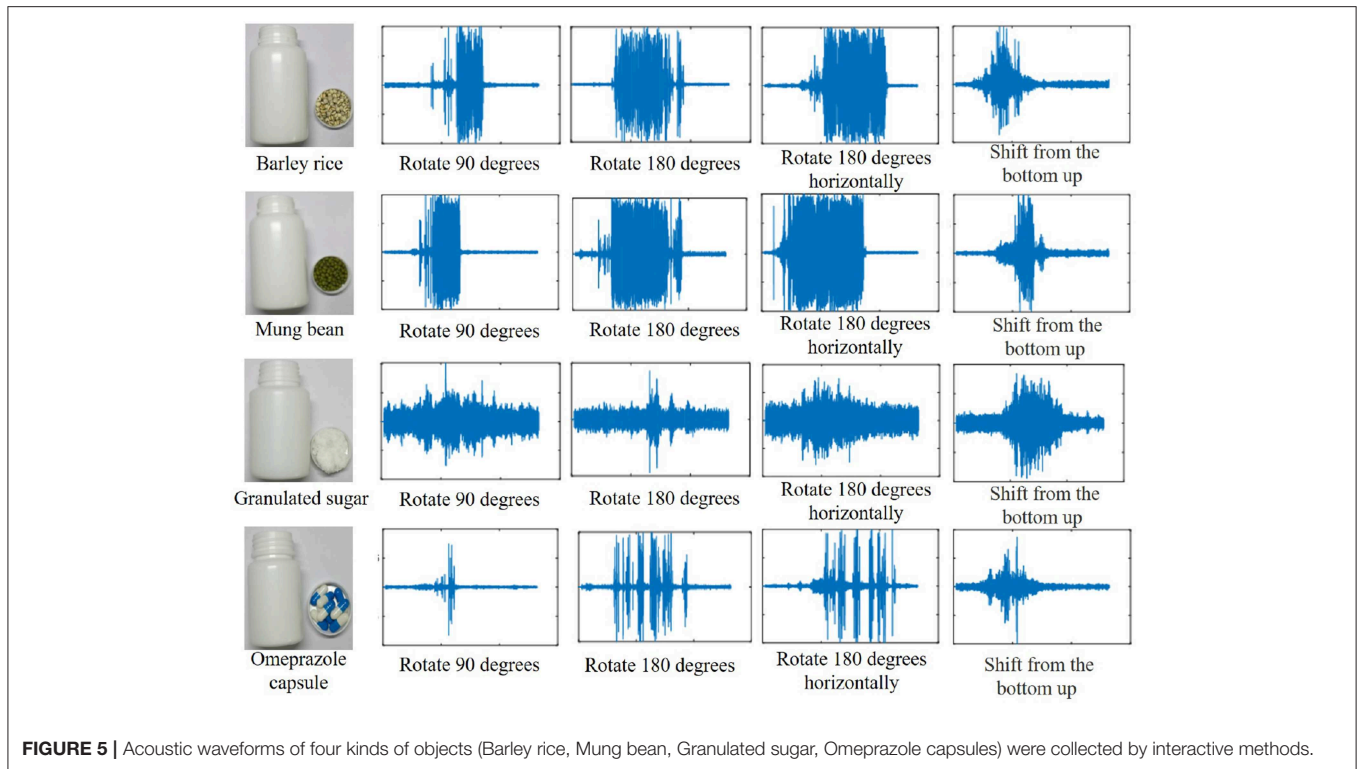 Barley rice
Rotate 90 degrees
Rotate 180 degrees
Rotate 180 degrees
horizontally
Shift from the
bottom up
Mung bean
Rotate 90 degrees
Rotate 180 degrees
Rotate 180 degrees
horizontally
Shift from the
bottom up
Granulated sugar
Rotate 90 degrees
Rotate 180 degrees
Rotate 180 degrees
horizontally
Shift from the
bottom up
Omeprazole
capsule
Rotate 90 degrees
Rotate 180 degrees
Rotate 180 degrees
horizontally
Shift from the
bottom up
FIGURE 5 | Acoustic waveforms of four kinds of objects (Barley rice, Mung bean, Granulated sugar, Omeprazole capsules) were collected by interactive methods.